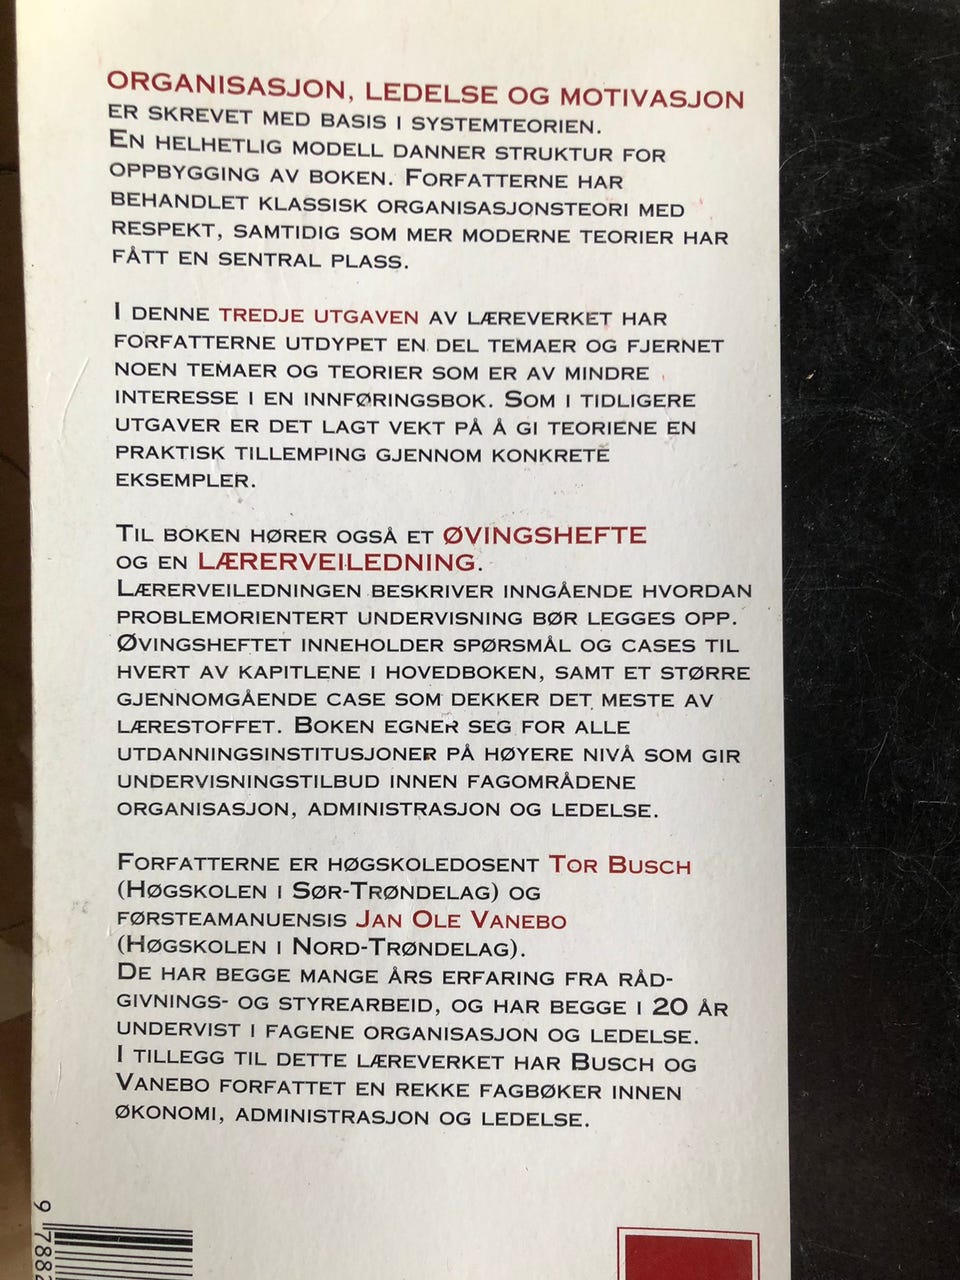 ORGANISASJON, LEDELSE OG MOTIVASJON
ER SKREVET MED BASIS I SYSTEMTEORIEN.
EN HELHETLIG MODELL DANNER STRUKTUR FOR
OPPBYGGING AV BOKEN. FORFATTERNE HAR
BEHANDLET KLASSISK ORGANISASJONSTEORI MED
RESPEKT, SAMTIDIG SOM MER MODERNE TEORIER HAR
FÅTT EN SENTRAL PLASS.
I DENNE TREDJE UTGAVEN AV LÆREVERKET HAR
FORFATTERNE UTDYPET EN DEL TEMAER OG FJERNET
NOEN TEMAER OG TEORIER SOM ER AV MINDRE
INTERESSE I EN INNFØRINGSBOK. SOM I TIDLIGERE
UTGAVER ER DET LAGT VEKT PÅ Å GI TEORIENE EN
PRAKTISK TILLEMPING GJENNOM KONKRETE
EKSEMPLER.
TIL BOKEN HØRER OGSÅ ET ØVINGSHEFTE
OG EN LÆRERVEILEDNING.
LÆRERVEILEDNINGEN BESKRIVER INNGÅENDE HVORDAN
PROBLEMORIENTERT UNDERVISNING BØR LEGGES OPP.
ØVINGSHEFTET INNEHOLDER SPØRSMÅL OG CASES TIL
HVERT AV KAPITLENE I HOVEDBOKEN, SAMT ET STØRRE
GJENNOMGÅENDE CASE SOM DEKKER DET MESTE AV
LÆRESTOFFET. BOKEN EGNER SEG FOR ALLE
UTDANNINGSINSTITUSJONER PÅ HØYERE NIVÅ SOM GIR
UNDERVISNINGSTILBUD INNEN FAGOMRÅDENE
ORGANISASJON, ADMINISTRASJON OG LEDELSE.
FORFATTERNE ER HØGSKOLEDOSENT TOR BUSCH
(HØGSKOLEN I SØR-TRØNDELAG) OG
FØRSTEAMANUENSIS JAN OLE VANEBO
(HØGSKOLEN I NORD-TRØNDELAG).
DE HAR BEGGE MANGE ÅRS ERFARING FRA RÅD-
GIVNINGS- OG STYREARBEID, OG HAR BEGGE I 20 ÅR
UNDERVIST I FAGENE ORGANISASJON OG LEDELSE.
I TILLEGG TIL DETTE LÆREVERKET HAR BUSCH OG
VANEBO FORFATTET EN REKKE FAGBØKER INNEN
ØKONOMI, ADMINISTRASJON OG LEDELSE.
9 7882